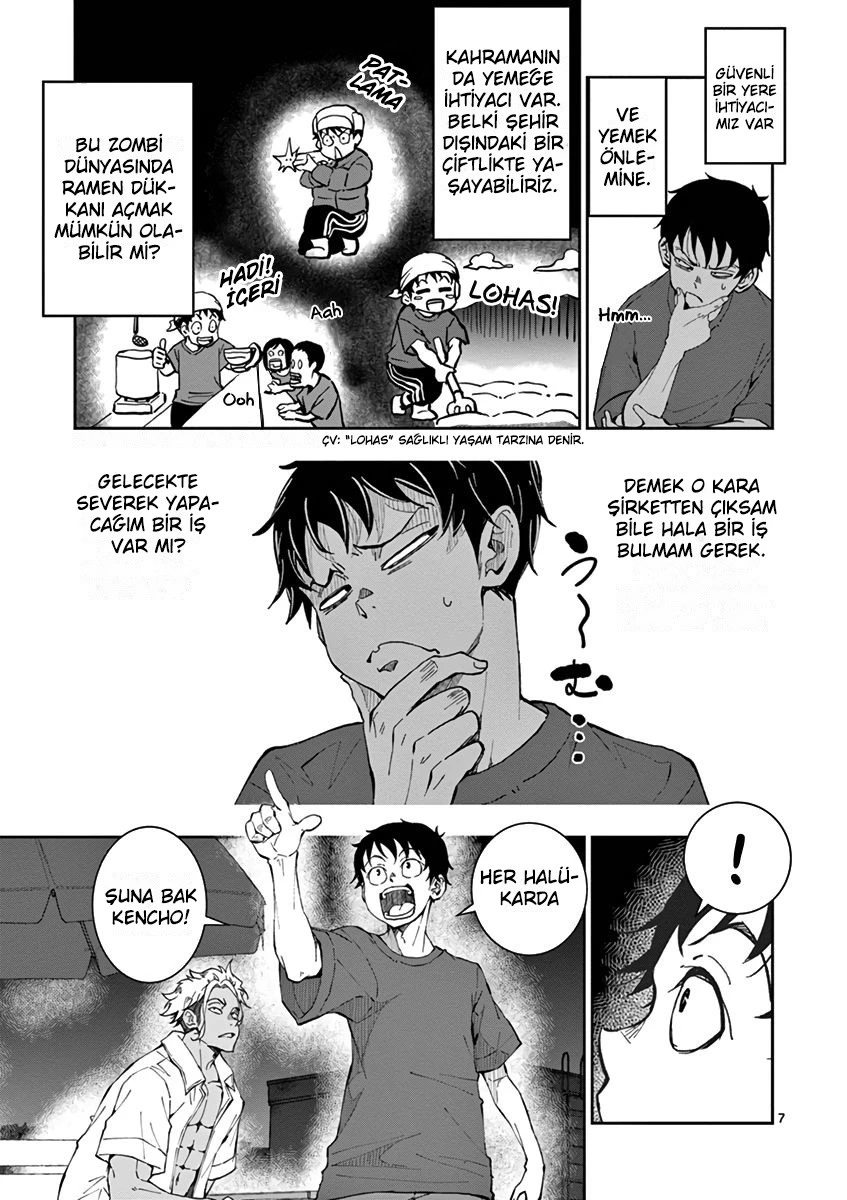 GÜVENLİ
BİR YERE
İHTİYACI-
MIZ VAR
VE
YEMEK
ÖNLE-
MİNE.
Hmm...
KAHRAMANIN
DA YEMEĞE
İHTİYACI VAR.
BELKİ ŞEHİR
DIŞINDAKİ BİR
ÇİFTLİKTE YA-
ŞAYABİLİRİZ.
PAT-
LAMA
LOHAS!
BU ZOMBİ
DÜNYASINDA
RAMEN DÜK-
KANI AÇMAK
MÜMKÜN OLA-
BİLİR Mİ?
HADİ!
İÇERİ
Aah
Ooh
ÇV: "LOHAS" SAĞLIKLI YAŞAM TARZINA DENİR.
DEMEK O KARA
ŞİRKETTEN ÇIKSAM
BİLE HALA BİR İŞ
BULMAM GEREK.
GELECEKTE
SEVEREK YAPA-
CAĞIM BİR İŞ
VAR MI?
う〜む……
!
HER HALÜ-
KARDA
ŞUNA BAK
KENCHO!
7